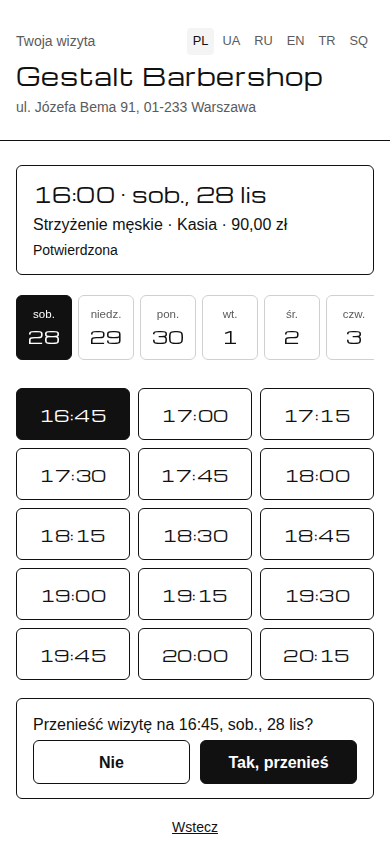 Twoja wizyta
PL UA RU EN TR SQ
Gestalt Barbershop
ul. Józefa Bema 91, 01-233 Warszawa
16:00 · sob., 28 lis
Strzyżenie męskie · Kasia · 90,00 zł
Potwierdzona
sob. niedz. pon. wt. śr. czw.
28 29 30 1 2 3
16:45 17:00 17:15
17:30 17:45 18:00
18:15 18:30 18:45
19:00 19:15 19:30
19:45 20:00 20:15
Przenieść wizytę na 16:45, sob., 28 lis?
Nie Tak, przenieś
Wstecz